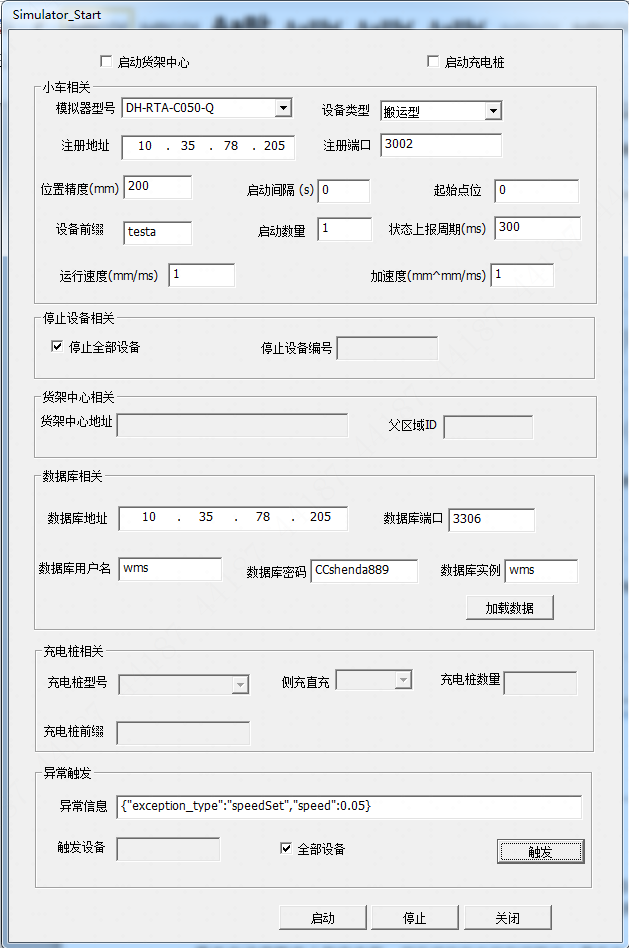 Simulator_Start
启动货架中心 启动充电桩
小车相关
模拟器型号 DH-RTA-C050-Q 设备类型 搬运型
注册地址 10 . 35 . 78 . 205 注册端口 3002
位置精度(mm) 200 启动间隔 (s) 0 起始点位 0
设备前缀 testa 启动数量 1 状态上报周期(ms) 300
运行速度(mm/ms) 1 加速度(mm^mm/ms) 1
停止设备相关
停止全部设备 停止设备编号
货架中心相关
货架中心地址 父区域ID
数据库相关
数据库地址 10 . 35 . 78 . 205 数据库端口 3306
数据库用户名 wms 数据库密码 CCshenda889 数据库实例 wms
加载数据
充电桩相关
充电桩型号 侧充直充 充电桩数量
充电桩前缀
异常触发
异常信息 {"exception_type":"speedSet","speed":0.05}
触发设备 全部设备 触发
启动 停止 关闭